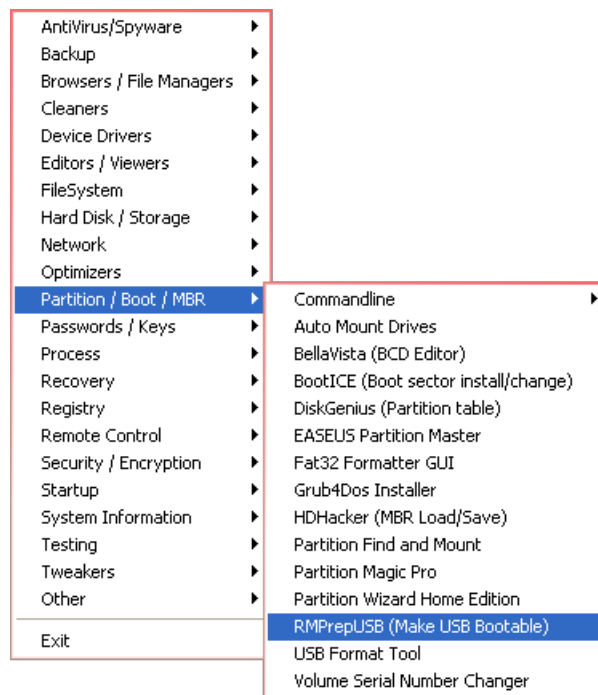 AntiVirus/Spyware
Backup
Browsers / File Managers
Cleaners
Device Drivers
Editors / Viewers
FileSystem
Hard Disk / Storage
Network
Optimizers
Partition / Boot / MBR
Passwords / Keys
Process
Recovery
Registry
Remote Control
Security / Encryption
Startup
System Information
Testing
Tweakers
Other
Exit
Commandline
Auto Mount Drives
BellaVista (BCD Editor)
BootICE (Boot sector install/change)
DiskGenius (Partition table)
EASEUS Partition Master
Fat32 Formatter GUI
Grub4Dos Installer
HDHacker (MBR Load/Save)
Partition Find and Mount
Partition Magic Pro
Partition Wizard Home Edition
RMPrepUSB (Make USB Bootable)
USB Format Tool
Volume Serial Number Changer